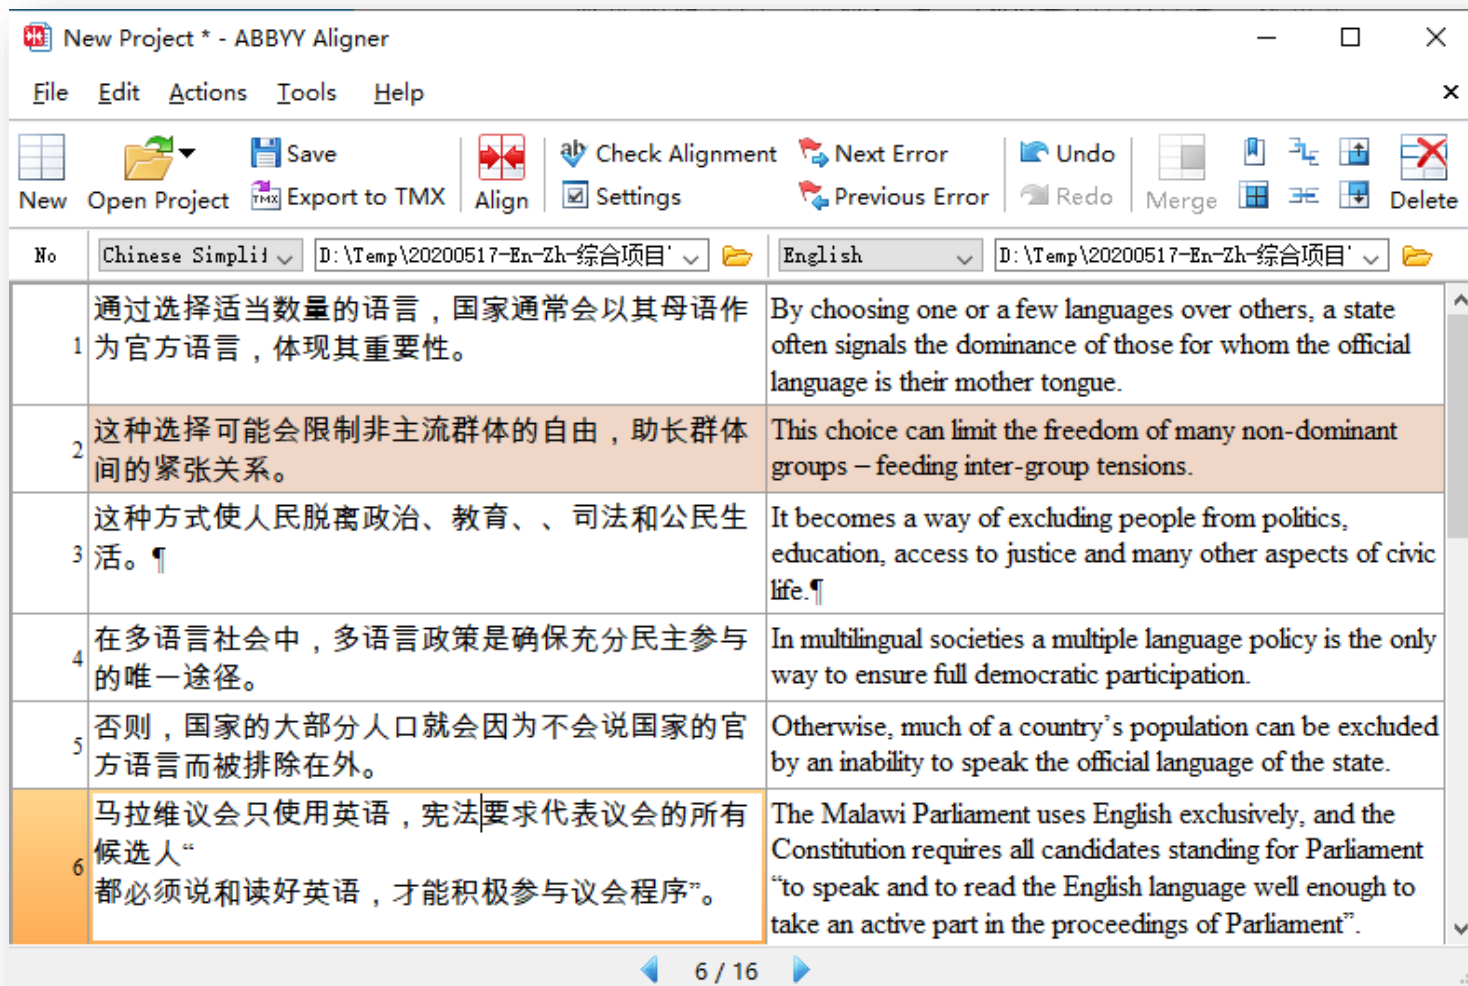 New Project * - ABBYY Aligner
File Edit Actions Tools Help
New Open Project Save Export to TMX Align Check Alignment Settings Next Error Previous Error Undo Redo Merge Delete
No Chinese Simplif D:\Temp\20200517-En-Zh-综合项目 English D:\Temp\20200517-En-Zh-综合项目
1
通过选择适当数量的语言，国家通常会以其母语作
为官方语言，体现其重要性。
By choosing one or a few languages over others, a state
often signals the dominance of those for whom the official
language is their mother tongue.
2
这种选择可能会限制非主流群体的自由，助长群体
间的紧张关系。
This choice can limit the freedom of many non-dominant
groups – feeding inter-group tensions.
3
这种方式使人民脱离政治、教育、、司法和公民生
活。¶
It becomes a way of excluding people from politics,
education, access to justice and many other aspects of civic
life.¶
4
在多语言社会中，多语言政策是确保充分民主参与
的唯一途径。
In multilingual societies a multiple language policy is the only
way to ensure full democratic participation.
5
否则，国家的大部分人口就会因为不会说国家的官
方语言而被排除在外。
Otherwise, much of a country’s population can be excluded
by an inability to speak the official language of the state.
6
马拉维议会只使用英语，宪法要求代表议会的所有
候选人“
都必须说和读好英语，才能积极参与议会程序”。
The Malawi Parliament uses English exclusively, and the
Constitution requires all candidates standing for Parliament
“to speak and to read the English language well enough to
take an active part in the proceedings of Parliament”.
6 / 16